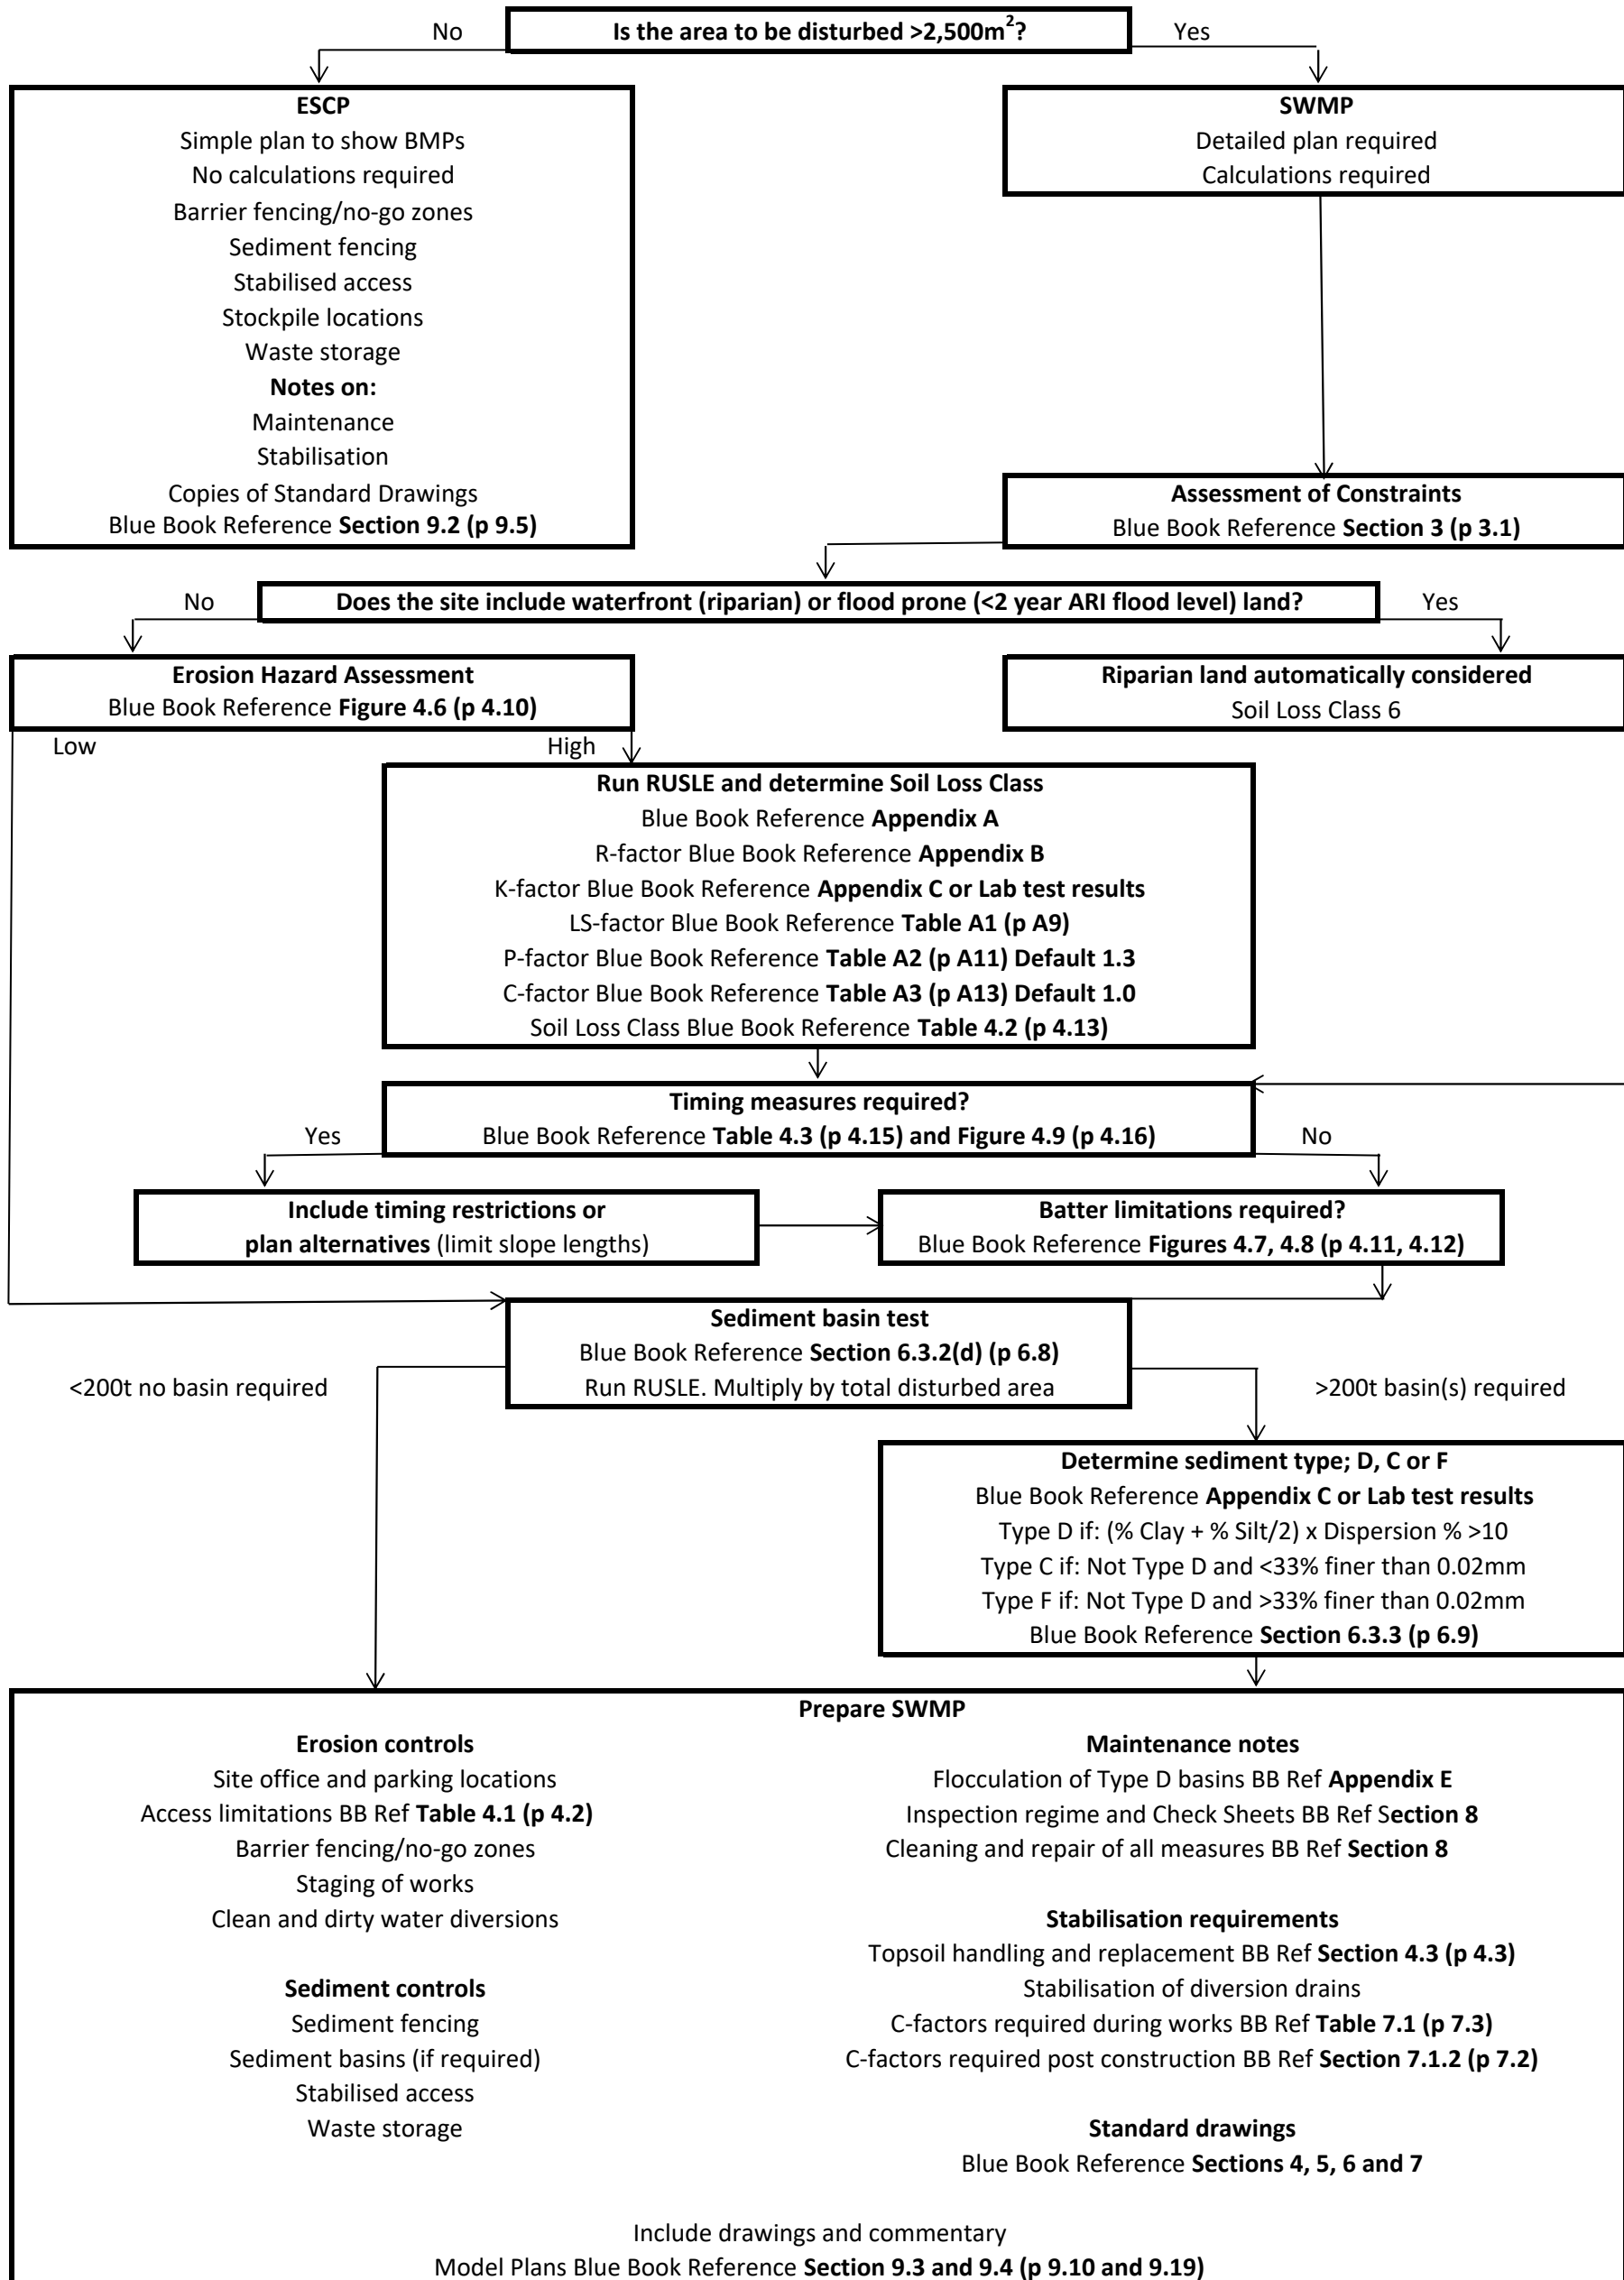 Is the area to be disturbed >2,500m²?
No
Yes
ESCP
Simple plan to show BMPs
No calculations required
Barrier fencing/no-go zones
Sediment fencing
Stabilised access
Stockpile locations
Waste storage
Notes on:
Maintenance
Stabilisation
Copies of Standard Drawings
Blue Book Reference Section 9.2 (p 9.5)
SWMP
Detailed plan required
Calculations required
Assessment of Constraints
Blue Book Reference Section 3 (p 3.1)
Does the site include waterfront (riparian) or flood prone (<2 year ARI flood level) land?
No
Yes
Erosion Hazard Assessment
Blue Book Reference Figure 4.6 (p 4.10)
Riparian land automatically considered
Soil Loss Class 6
Low
High
Run RUSLE and determine Soil Loss Class
Blue Book Reference Appendix A
R-factor Blue Book Reference Appendix B
K-factor Blue Book Reference Appendix C or Lab test results
LS-factor Blue Book Reference Table A1 (p A9)
P-factor Blue Book Reference Table A2 (p A11) Default 1.3
C-factor Blue Book Reference Table A3 (p A13) Default 1.0
Soil Loss Class Blue Book Reference Table 4.2 (p 4.13)
Timing measures required?
Blue Book Reference Table 4.3 (p 4.15) and Figure 4.9 (p 4.16)
Yes
No
Include timing restrictions or
plan alternatives (limit slope lengths)
Batter limitations required?
Blue Book Reference Figures 4.7, 4.8 (p 4.11, 4.12)
Sediment basin test
Blue Book Reference Section 6.3.2(d) (p 6.8)
Run RUSLE. Multiply by total disturbed area
<200t no basin required
>200t basin(s) required
Determine sediment type; D, C or F
Blue Book Reference Appendix C or Lab test results
Type D if: (% Clay + % Silt/2) x Dispersion % >10
Type C if: Not Type D and <33% finer than 0.02mm
Type F if: Not Type D and >33% finer than 0.02mm
Blue Book Reference Section 6.3.3 (p 6.9)
Prepare SWMP
Erosion controls
Site office and parking locations
Access limitations BB Ref Table 4.1 (p 4.2)
Barrier fencing/no-go zones
Staging of works
Clean and dirty water diversions
Sediment controls
Sediment fencing
Sediment basins (if required)
Stabilised access
Waste storage
Maintenance notes
Flocculation of Type D basins BB Ref Appendix E
Inspection regime and Check Sheets BB Ref Section 8
Cleaning and repair of all measures BB Ref Section 8
Stabilisation requirements
Topsoil handling and replacement BB Ref Section 4.3 (p 4.3)
Stabilisation of diversion drains
C-factors required during works BB Ref Table 7.1 (p 7.3)
C-factors required post construction BB Ref Section 7.1.2 (p 7.2)
Standard drawings
Blue Book Reference Sections 4, 5, 6 and 7
Include drawings and commentary
Model Plans Blue Book Reference Section 9.3 and 9.4 (p 9.10 and 9.19)